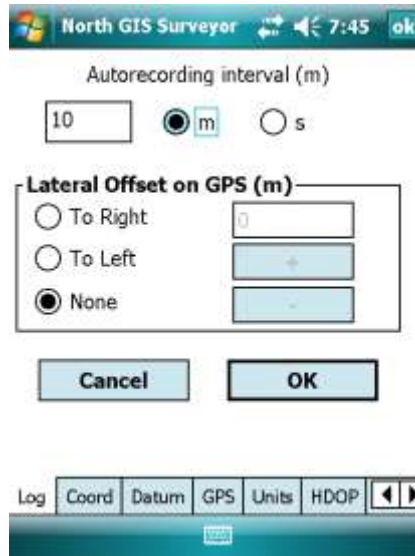 North GIS Surveyor 7:45 ok
Autorecording interval (m)
10 m s
Lateral Offset on GPS (m)
To Right 0
To Left +
None -
Cancel OK
Log Coord Datum GPS Units HDOP